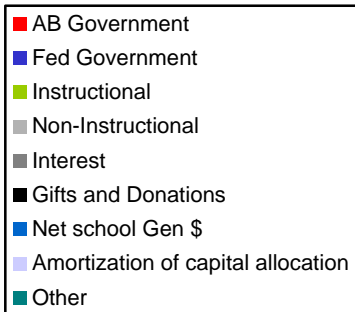 AB Government
Fed Government
Instructional
Non-Instructional
Interest
Gifts and Donations
Net school Gen $
Amortization of capital allocation
Other